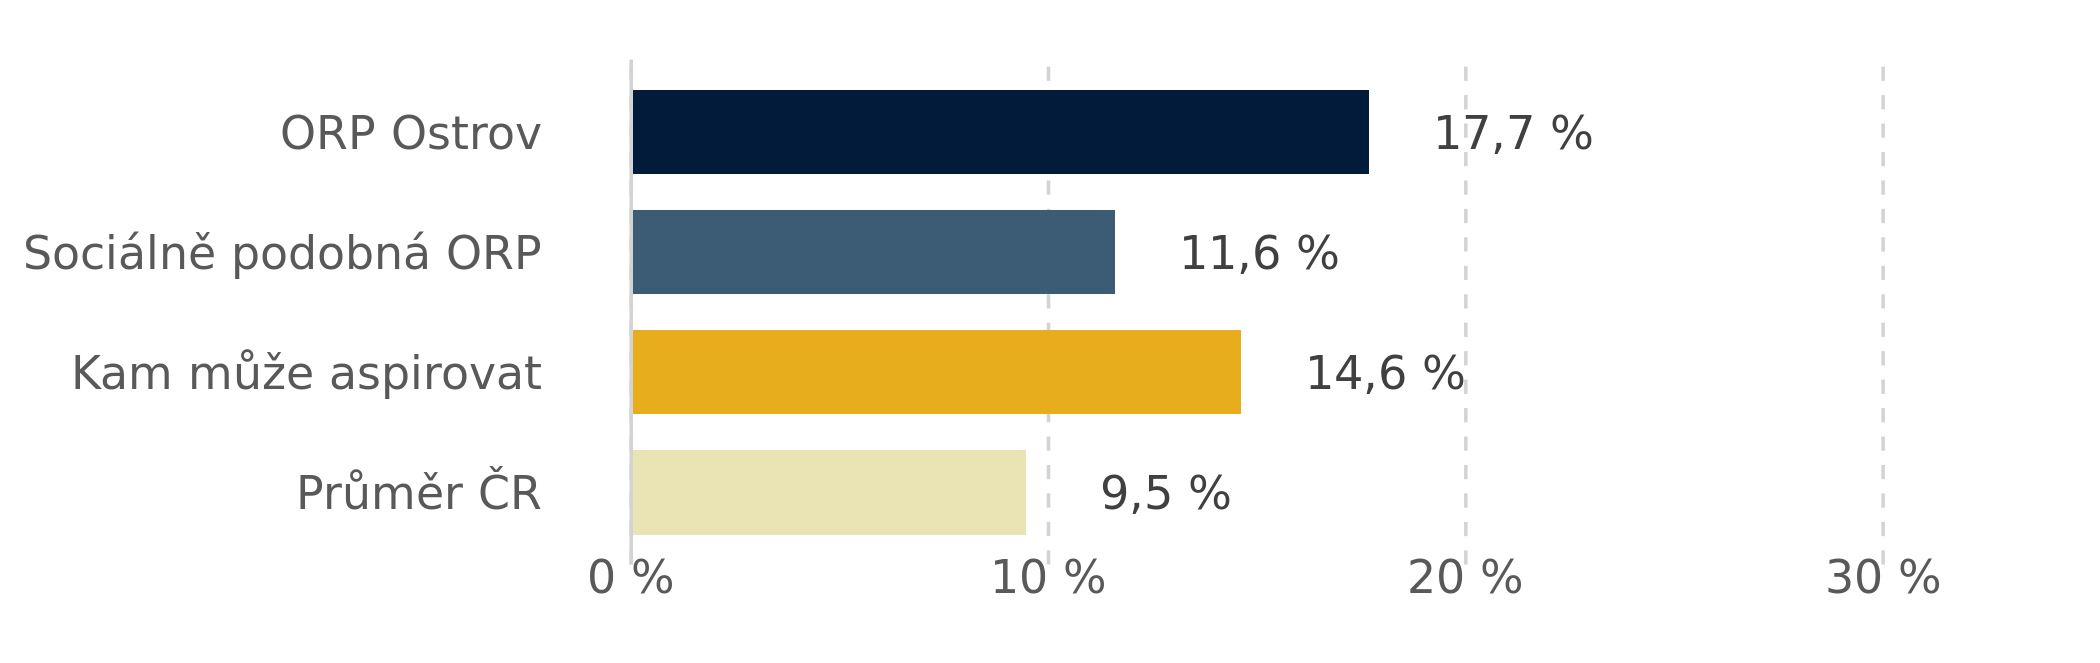 ORP Ostrov 17,7 %
Sociálně podobná ORP 11,6 %
Kam může aspirovat 14,6 %
Průměr ČR 9,5 %
0 % 10 % 20 % 30 %